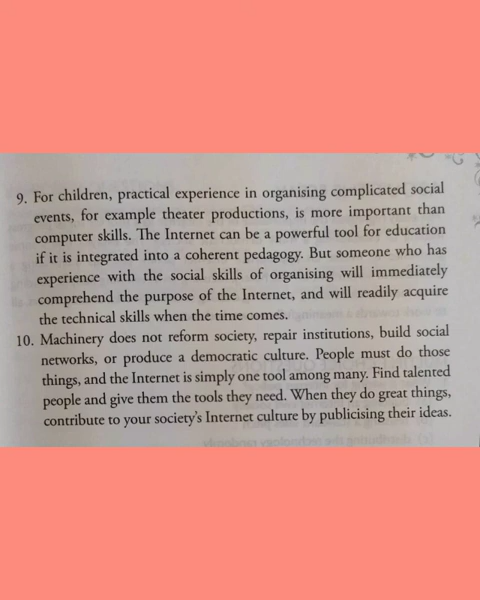 9. For children, practical experience in organising complicated social
events, for example theater productions, is more important than
computer skills. The Internet can be a powerful tool for education
if it is integrated into a coherent pedagogy. But someone who has
experience with the social skills of organising will immediately
comprehend the purpose of the Internet, and will readily acquire
the technical skills when the time comes.
10. Machinery does not reform society, repair institutions, build social
networks, or produce a democratic culture. People must do those
things, and the Internet is simply one tool among many. Find talented
people and give them the tools they need. When they do great things,
contribute to your society's Internet culture by publicising their ideas.